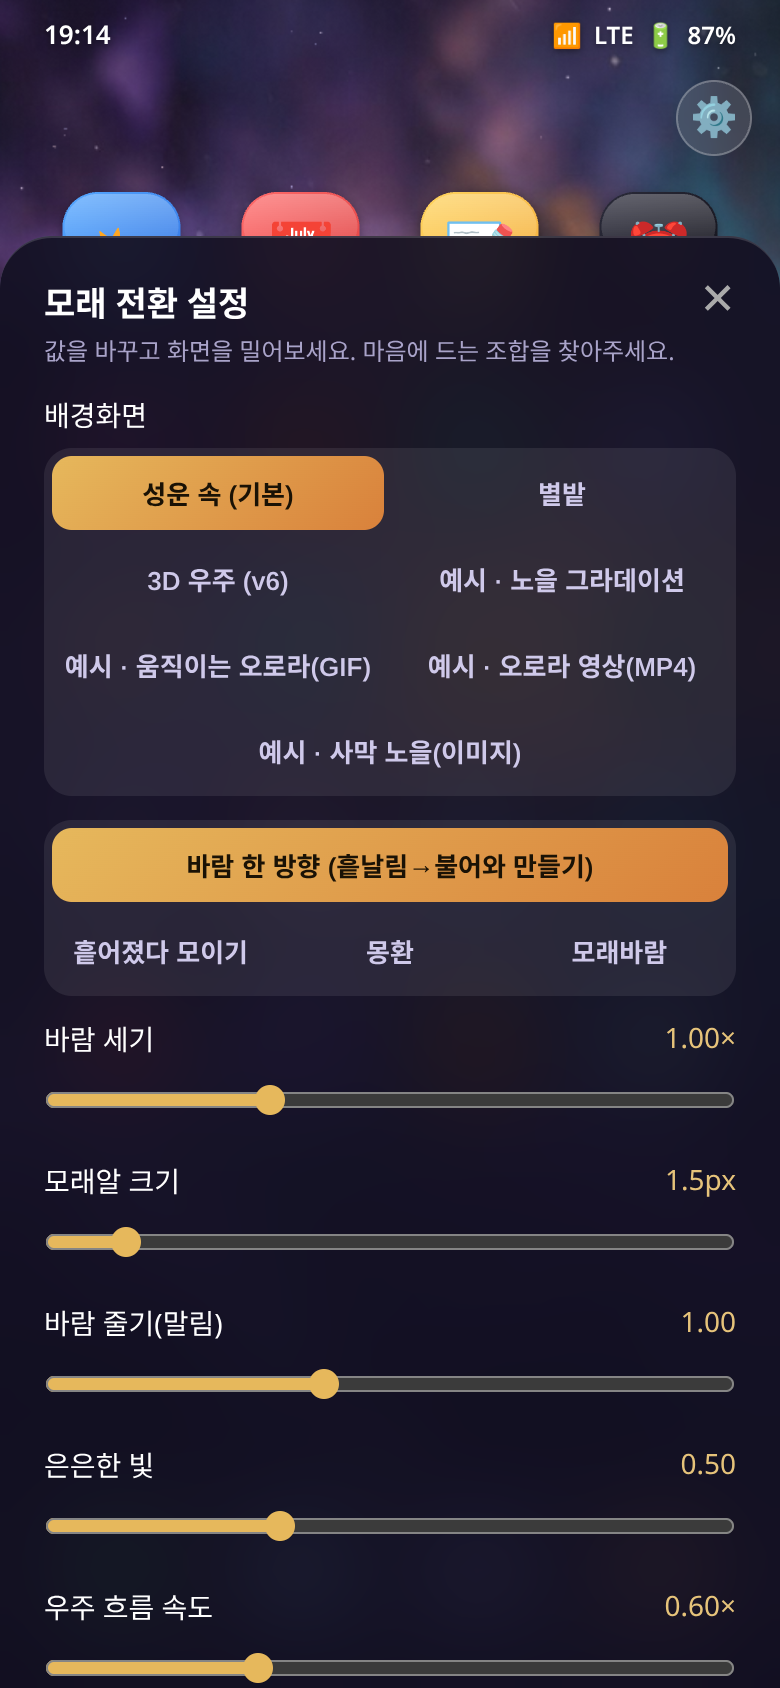 19:14
LTE 87%
July
모래 전환 설정
값을 바꾸고 화면을 밀어보세요. 마음에 드는 조합을 찾아주세요.
배경화면
성운 속 (기본)
별밭
3D 우주 (v6)
예시 · 노을 그라데이션
예시 · 움직이는 오로라(GIF)
예시 · 오로라 영상(MP4)
예시 · 사막 노을(이미지)
바람 한 방향 (흩날림→불어와 만들기)
흩어졌다 모이기
몽환
모래바람
바람 세기 1.00×
모래알 크기 1.5px
바람 줄기(말림) 1.00
은은한 빛 0.50
우주 흐름 속도 0.60×